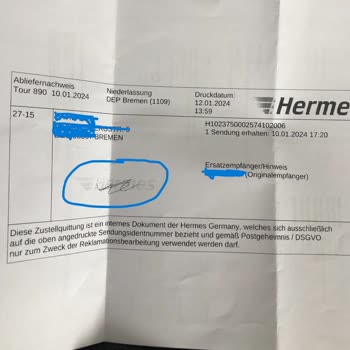 Abliefernachweis
Tour 890 10.01.2024
Niederlassung
DEP Bremen (1109)
Druckdatum:
12.01.2024
13:59
Hermes
27-15
BREMEN
H1023750002574102006
1 Sendung erhalten: 10.01.2024 17:20
Hermes
Ersatzempfänger/Hinweis
(Originalempfänger)
Diese Zustellquittung ist ein internes Dokument der Hermes Germany, welches sich ausschließlich
auf die oben angedruckte Sendungsidentnummer bezieht und gemäß Postgeheimnis / DSGVO
nur zum Zweck der Reklamationsbearbeitung verwendet werden darf.